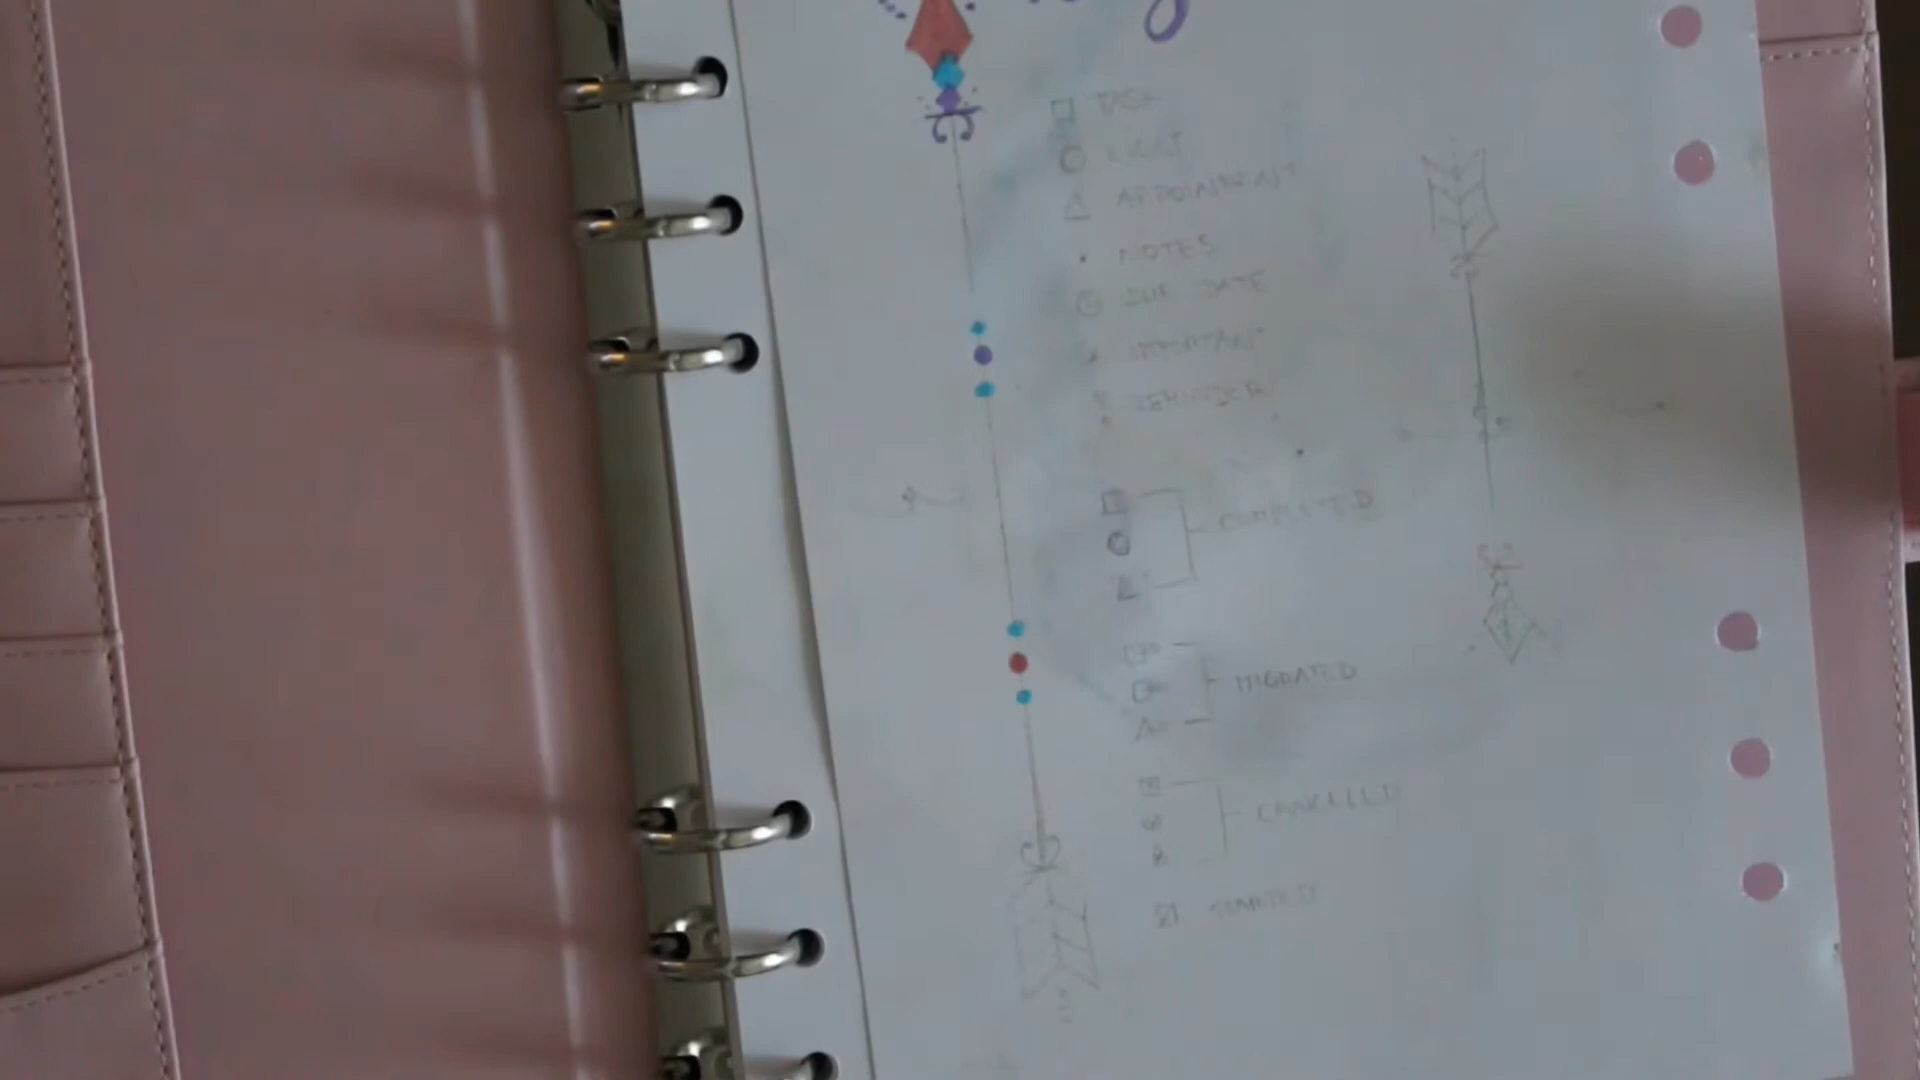 TASK
EVENT
APPOINTMENT
NOTES
DUE DATE
IMPORTANT
REMINDER
COMPLETED
MIGRATED
CANCELLED
STARTED